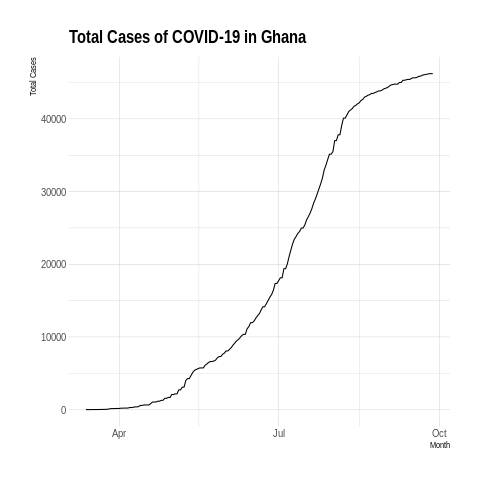 Total Cases of COVID-19 in Ghana
Total Cases
40000
30000
20000
10000
0
Apr
Jul
Oct
Month